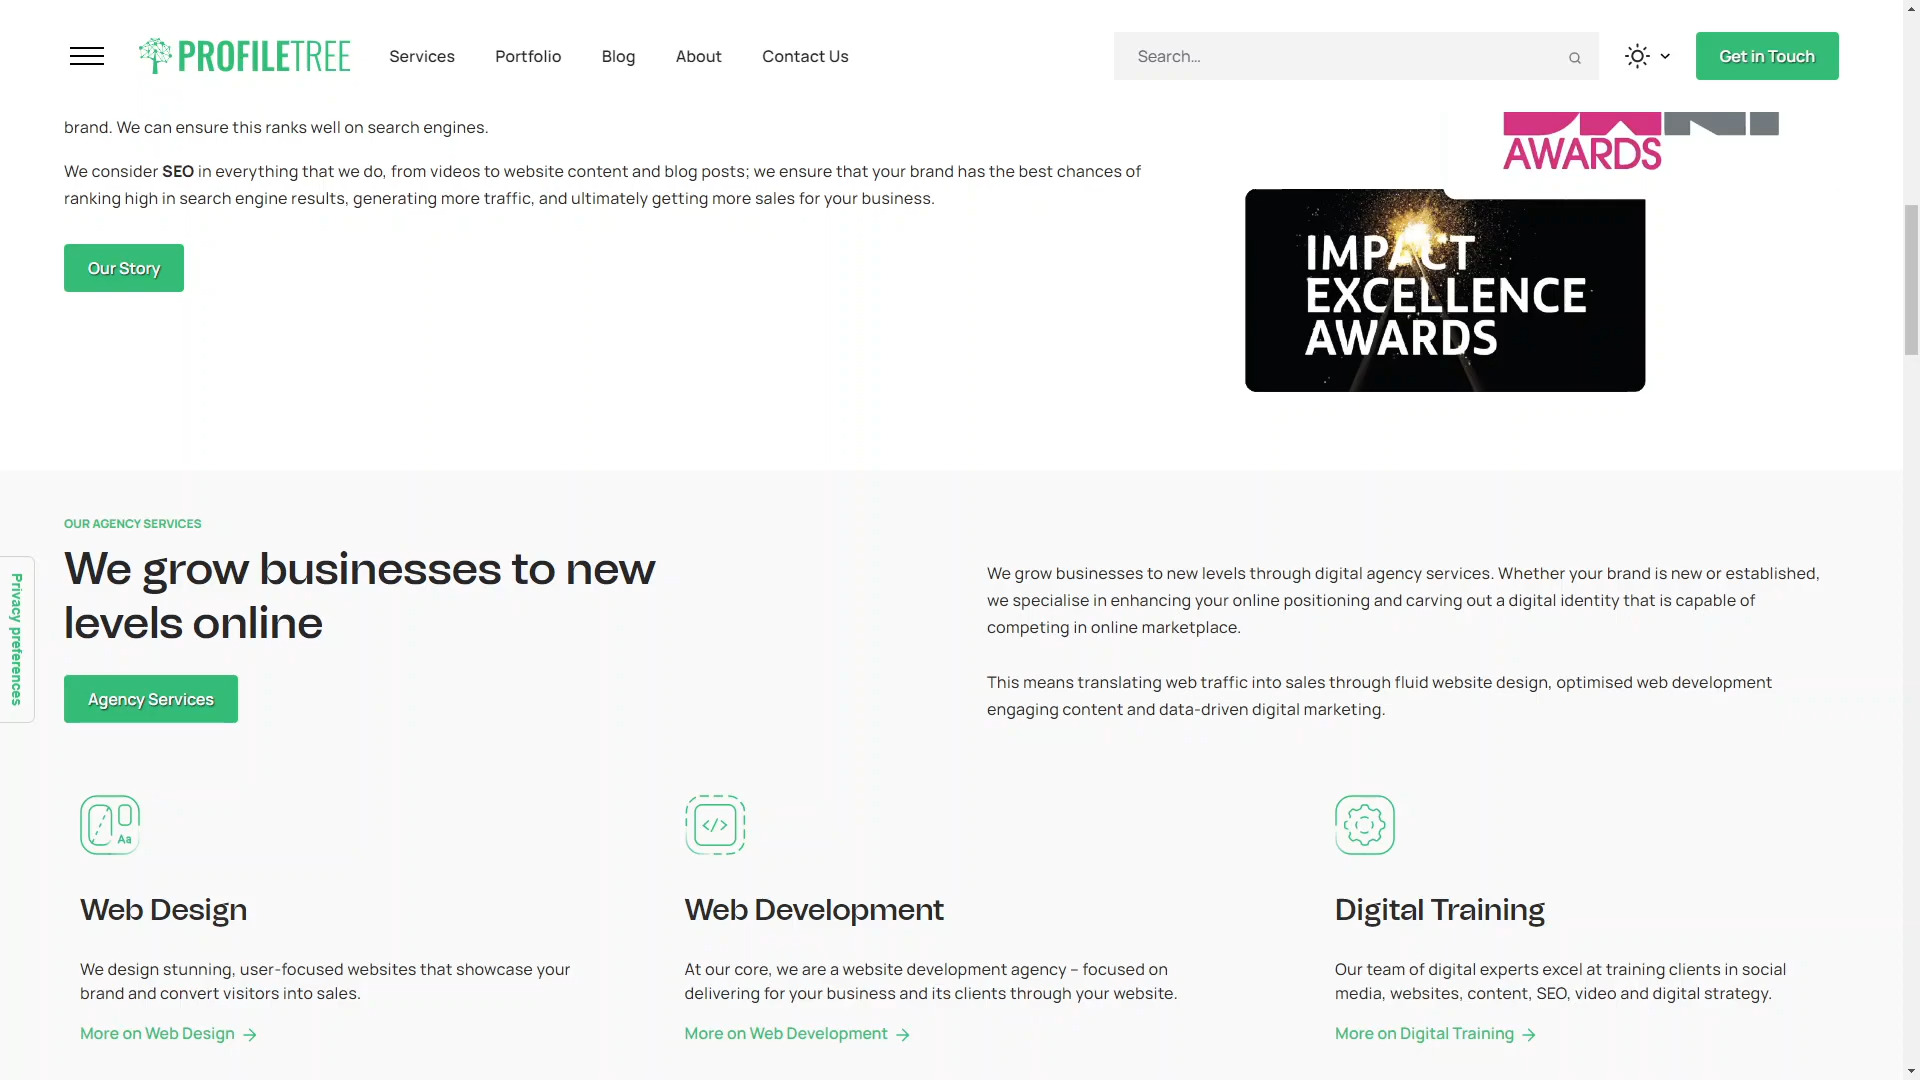 PROFILETREE
Services
Portfolio
Blog
About
Contact Us
Search...
Get in Touch
brand. We can ensure this ranks well on search engines.
We consider SEO in everything that we do, from videos to website content and blog posts; we ensure that your brand has the best chances of
ranking high in search engine results, generating more traffic, and ultimately getting more sales for your business.
Our Story
AWARDS
IMPACT
EXCELLENCE
AWARDS
OUR AGENCY SERVICES
We grow businesses to new
levels online
Agency Services
We grow businesses to new levels through digital agency services. Whether your brand is new or established,
we specialise in enhancing your online positioning and carving out a digital identity that is capable of
competing in online marketplace.
This means translating web traffic into sales through fluid website design, optimised web development
engaging content and data-driven digital marketing.
Privacy preferences
Aa
Web Design
We design stunning, user-focused websites that showcase your
brand and convert visitors into sales.
More on Web Design
</>
Web Development
At our core, we are a website development agency – focused on
delivering for your business and its clients through your website.
More on Web Development
Digital Training
Our team of digital experts excel at training clients in social
media, websites, content, SEO, video and digital strategy.
More on Digital Training